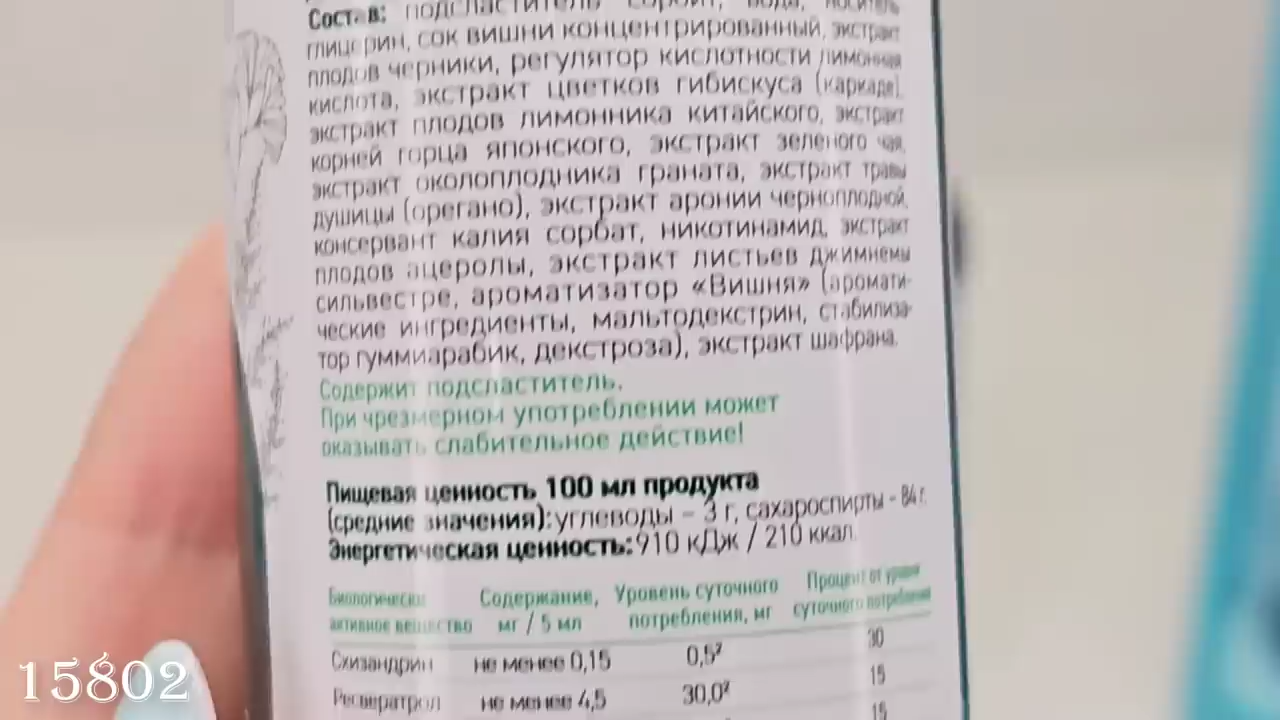 Состав: подсластитель сорбит, вода, носитель
глицерин, сок вишни концентрированный, экстракт
плодов черники, регулятор кислотности лимонная
кислота, экстракт цветков гибискуса (каркаде),
экстракт плодов лимонника китайского, экстракт
корней горца японского, экстракт зеленого чая,
экстракт околоплодника граната, экстракт травы
душицы (орегано), экстракт аронии черноплодной,
консервант калия сорбат, никотинамид, экстракт
плодов ацеролы, экстракт листьев джимнемы
сильвестре, ароматизатор «Вишня» (аромати-
ческие ингредиенты, мальтодекстрин, стабилиза-
тор гуммиарабик, декстроза), экстракт шафрана.
Содержит подсластитель.
При чрезмерном употреблении может
оказывать слабительное действие!
Пищевая ценность 100 мл продукта
(средние значения): углеводы – 3 г, сахароспирты - 84 г.
Энергетическая ценность: 910 кДж / 210 ккал.
Биологически активное вещество
Содержание, мг / 5 мл
Уровень суточного потребления, мг
Процент от уровня суточного потребления
Схизандрин не менее 0,15 0,5² 30
Ресвератрол не менее 4,5 30,0² 15
15
15802